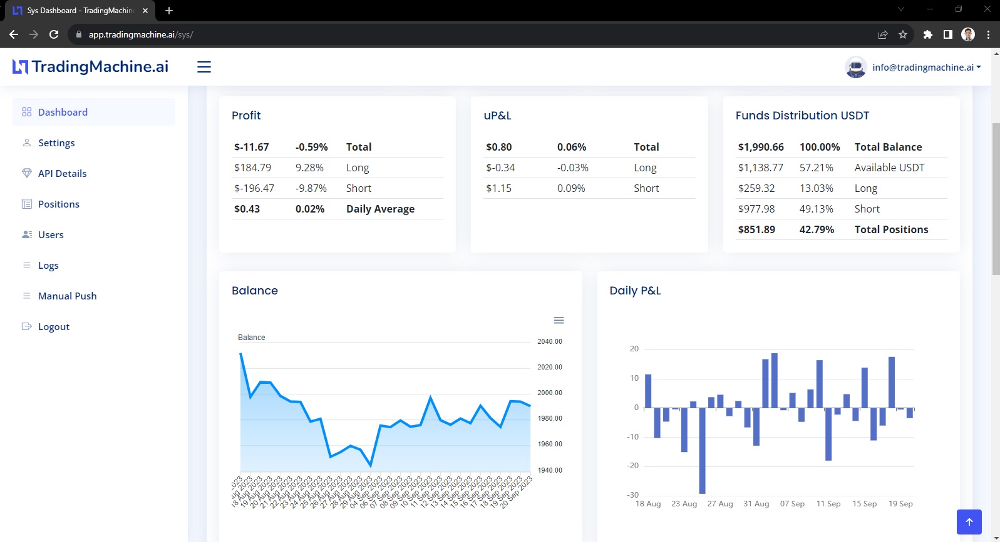 Sys Dashboard - TradingMachine
app.tradingmachine.ai/sys/
TradingMachine.ai
info@tradingmachine.ai
Dashboard
Settings
API Details
Positions
Users
Logs
Manual Push
Logout
Profit
$-11.67 -0.59% Total
$184.79 9.28% Long
$-196.47 -9.87% Short
$0.43 0.02% Daily Average
uP&L
$0.80 0.06% Total
$-0.34 -0.03% Long
$1.15 0.09% Short
Funds Distribution USDT
$1,990.66 100.00% Total Balance
$1,138.77 57.21% Available USDT
$259.32 13.03% Long
$977.98 49.13% Short
$851.89 42.79% Total Positions
Balance
Balance
2040.00
2020.00
2000.00
1980.00
1960.00
1940.00
18 Aug 2023
19 Aug 2023
20 Aug 2023
21 Aug 2023
22 Aug 2023
23 Aug 2023
24 Aug 2023
25 Aug 2023
26 Aug 2023
27 Aug 2023
28 Aug 2023
29 Aug 2023
04 Sep 2023
06 Sep 2023
07 Sep 2023
08 Sep 2023
09 Sep 2023
10 Sep 2023
11 Sep 2023
12 Sep 2023
13 Sep 2023
14 Sep 2023
15 Sep 2023
16 Sep 2023
17 Sep 2023
18 Sep 2023
19 Sep 2023
20 Sep 2023
Daily P&L
20
10
0
-10
-20
-30
18 Aug 23 Aug 27 Aug 31 Aug 07 Sep 11 Sep 15 Sep 19 Sep